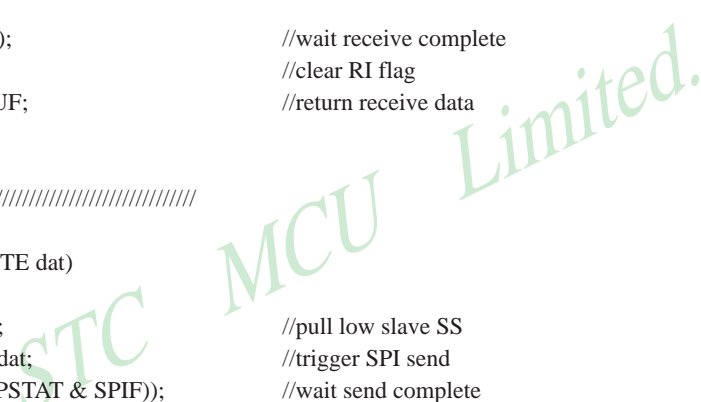 );	//wait receive complete
//clear RI flag
UF;	//return receive data
/////////////////////////////
TE dat)
;	//pull low slave SS
dat;	//trigger SPI send
PSTAT & SPIF));	//wait send complete
STC MCU Limited.